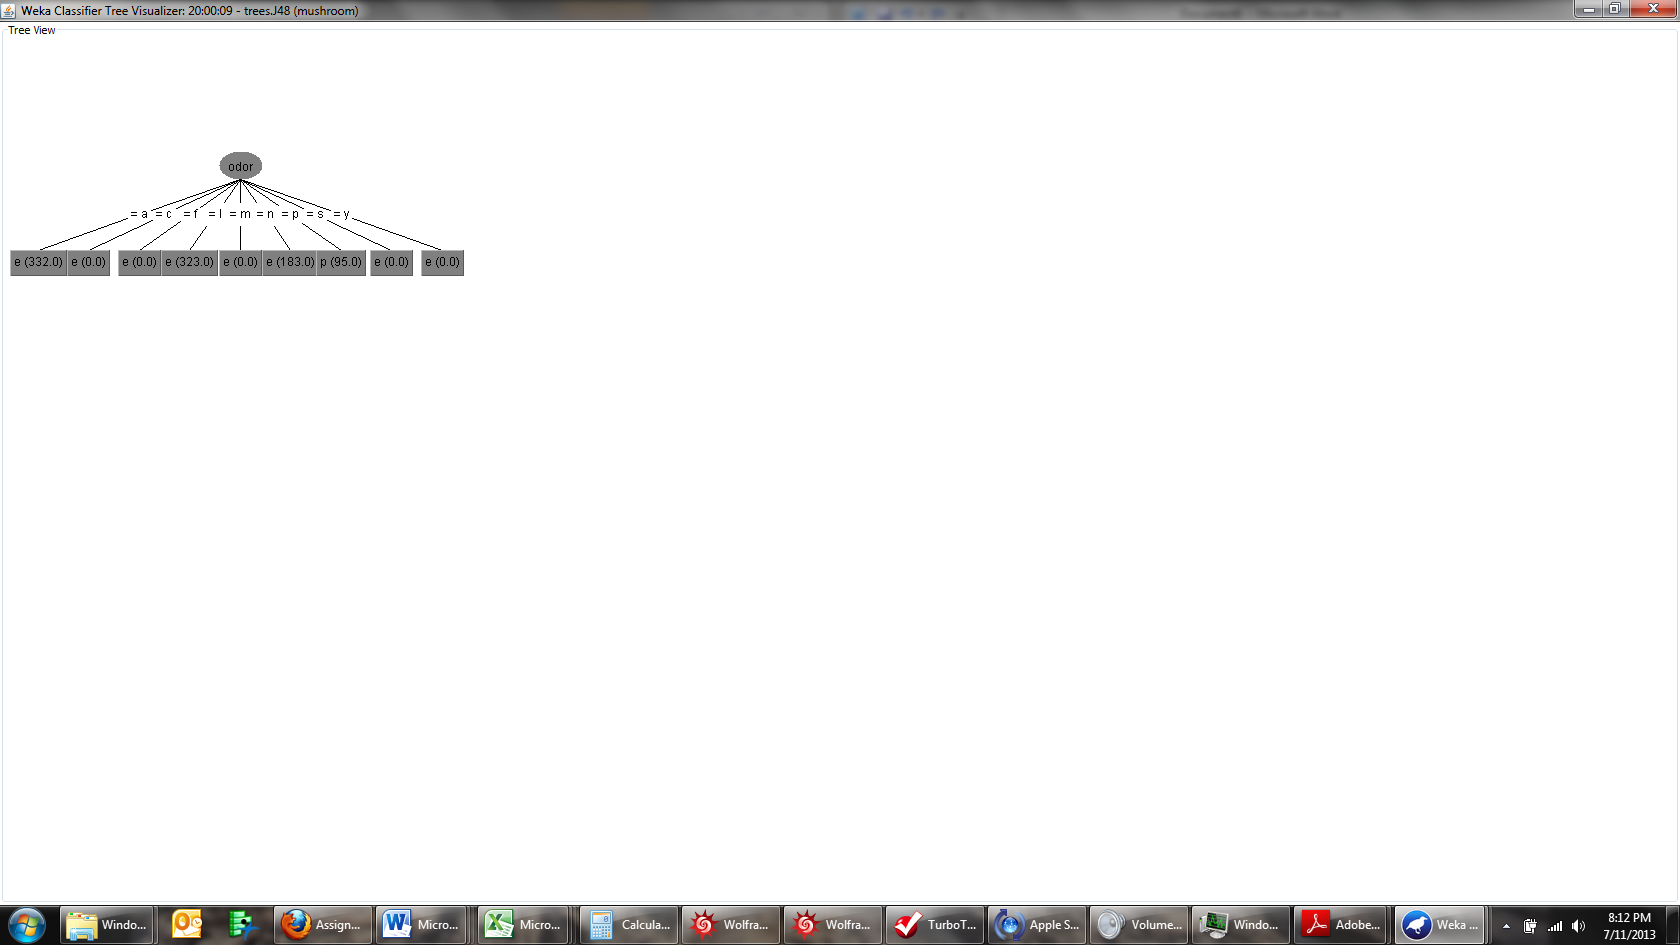 Weka Classifier Tree Visualizer: 20:00:09 - trees.J48 (mushroom)
Tree View
odor
= a = c = f = l = m = n = p = s = y
e (332.0) e (0.0) e (0.0) e (323.0) e (0.0) e (183.0) p (95.0) e (0.0) e (0.0)
Windo... Assign... Micro... Micro... Calcula... Wolfra... Wolfra... TurboT... Apple S... Volume... Windo... Adobe... Weka ...
8:12 PM
7/11/2013